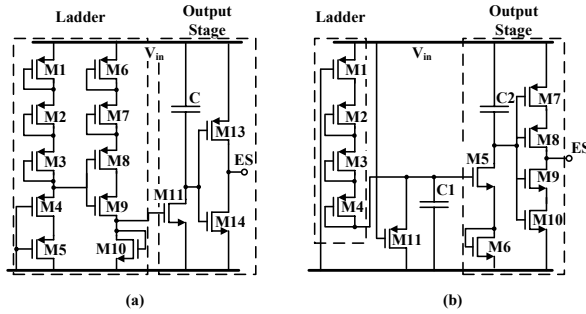 Ladder
Output
Stage
Vin
M1
M6
M2
M7
C
M13
M3
M8
ES
M4
M9
M11
M14
M5
M10
(a)
Ladder
Output
Stage
Vin
M1
C2
M7
M2
M8
ES
M3
M5
M9
M4
C1
M10
M11
M6
(b)